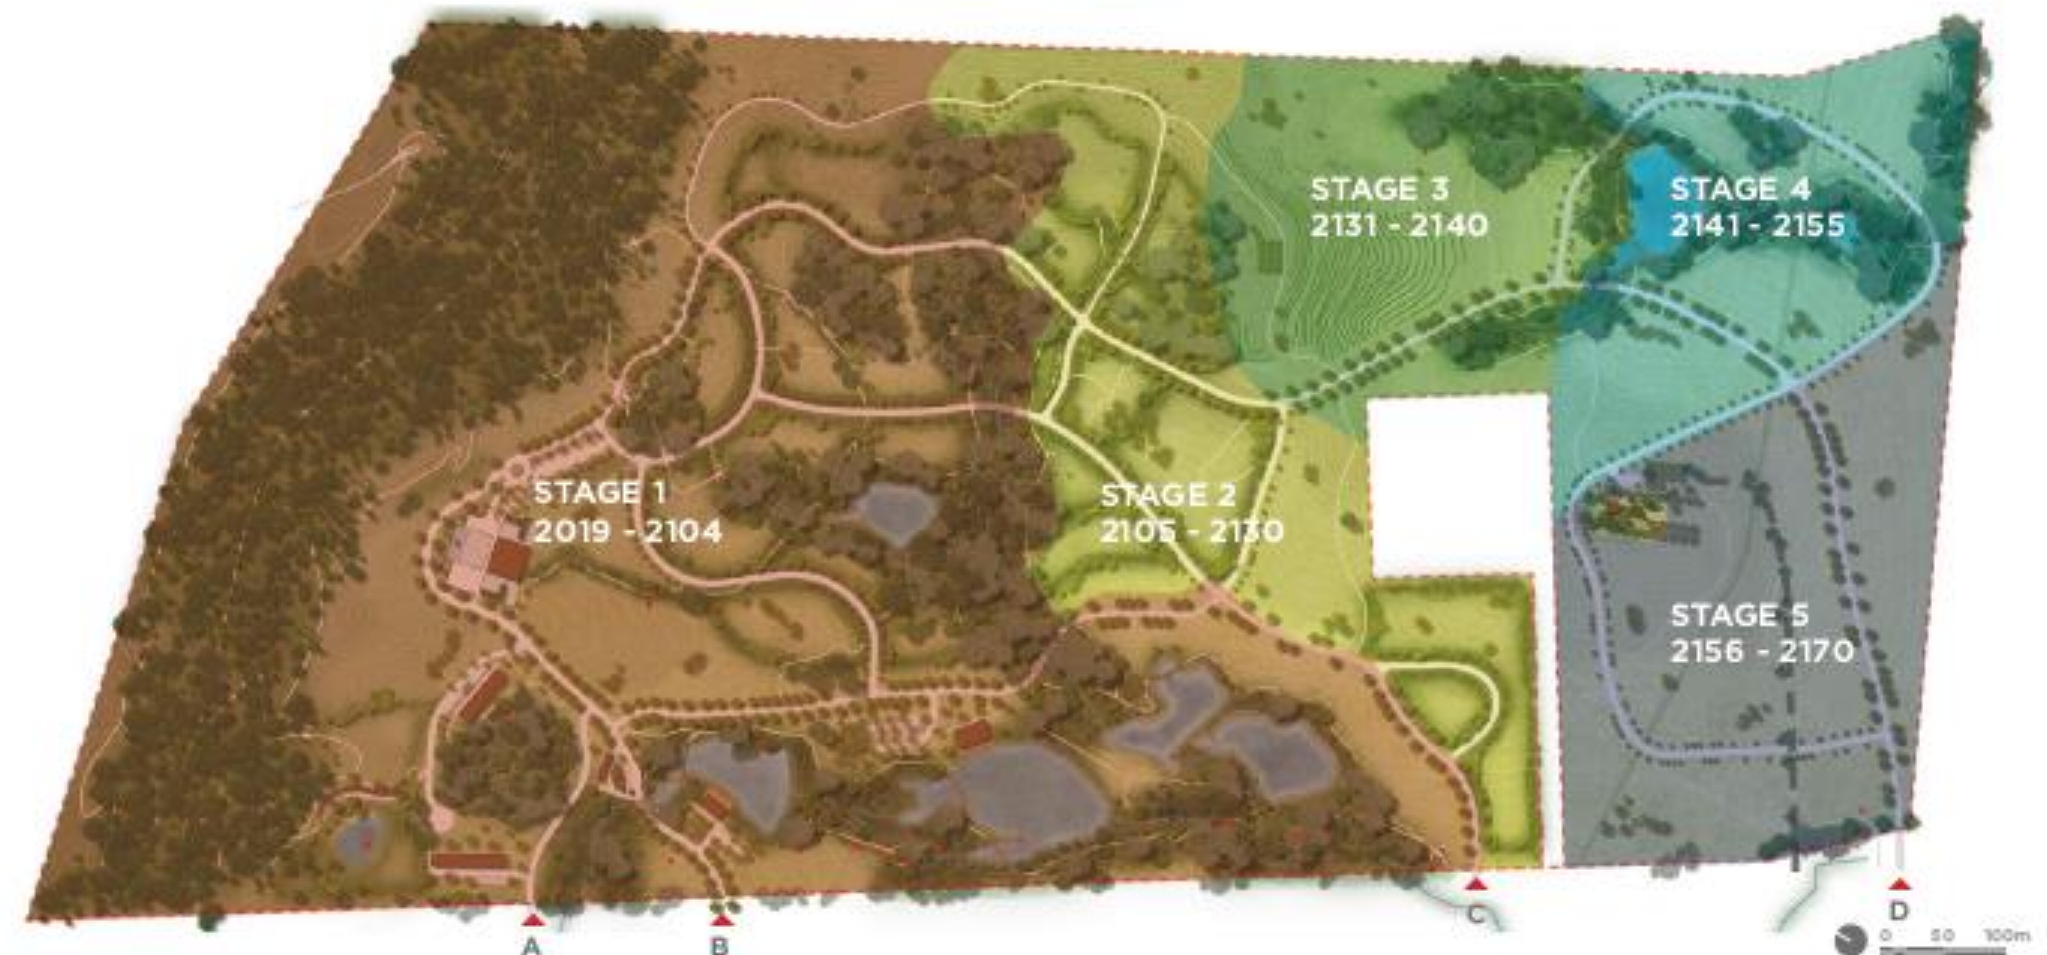 STAGE 3
2131 - 2140
STAGE 4
2141 - 2155
STAGE 1
2019 - 2104
STAGE 2
2105 - 2130
STAGE 5
2156 - 2170
A
B
C
D
0 50 100m